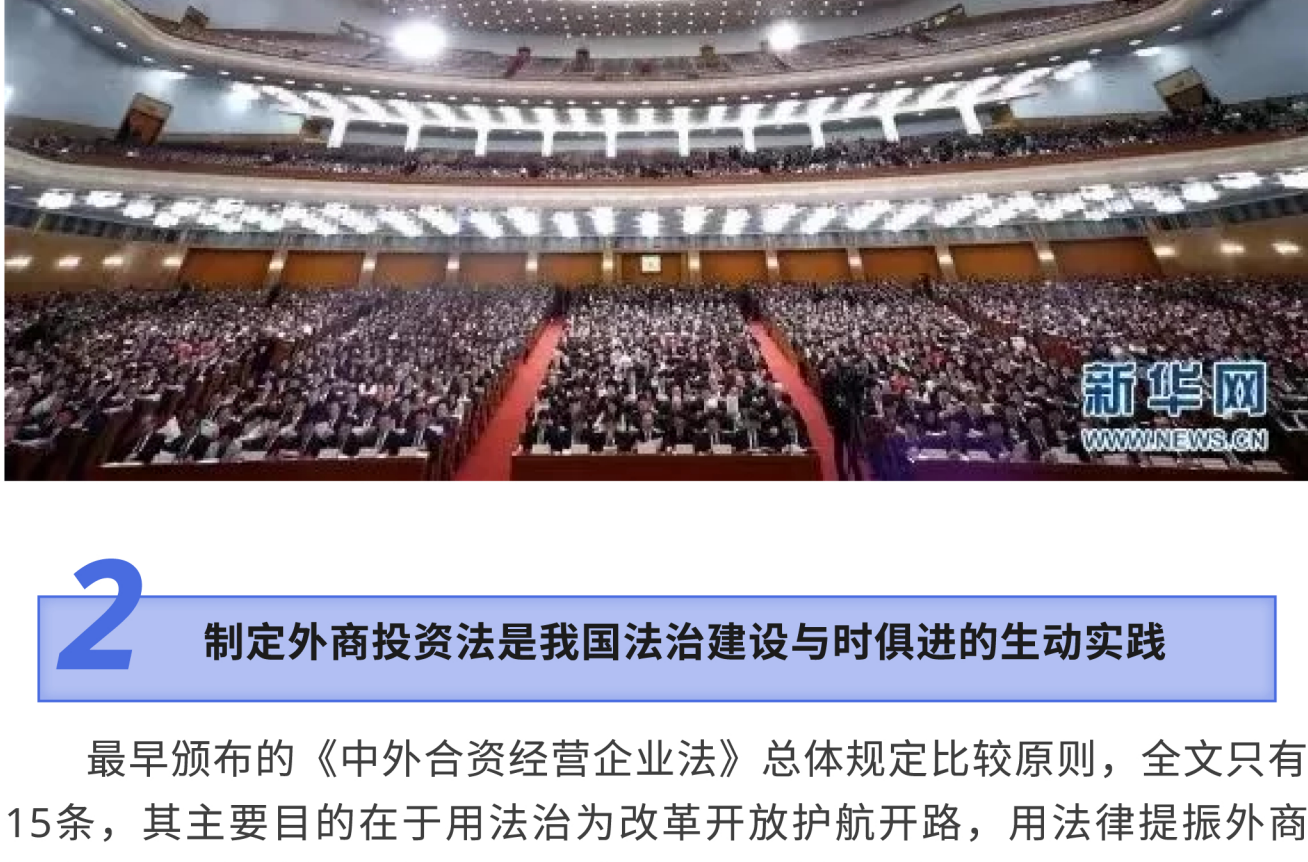 新华网
WWW.NEWS.CN
2
制定外商投资法是我国法治建设与时俱进的生动实践
最早颁布的《中外合资经营企业法》总体规定比较原则，全文只有
15条，其主要目的在于用法治为改革开放护航开路，用法律提振外商